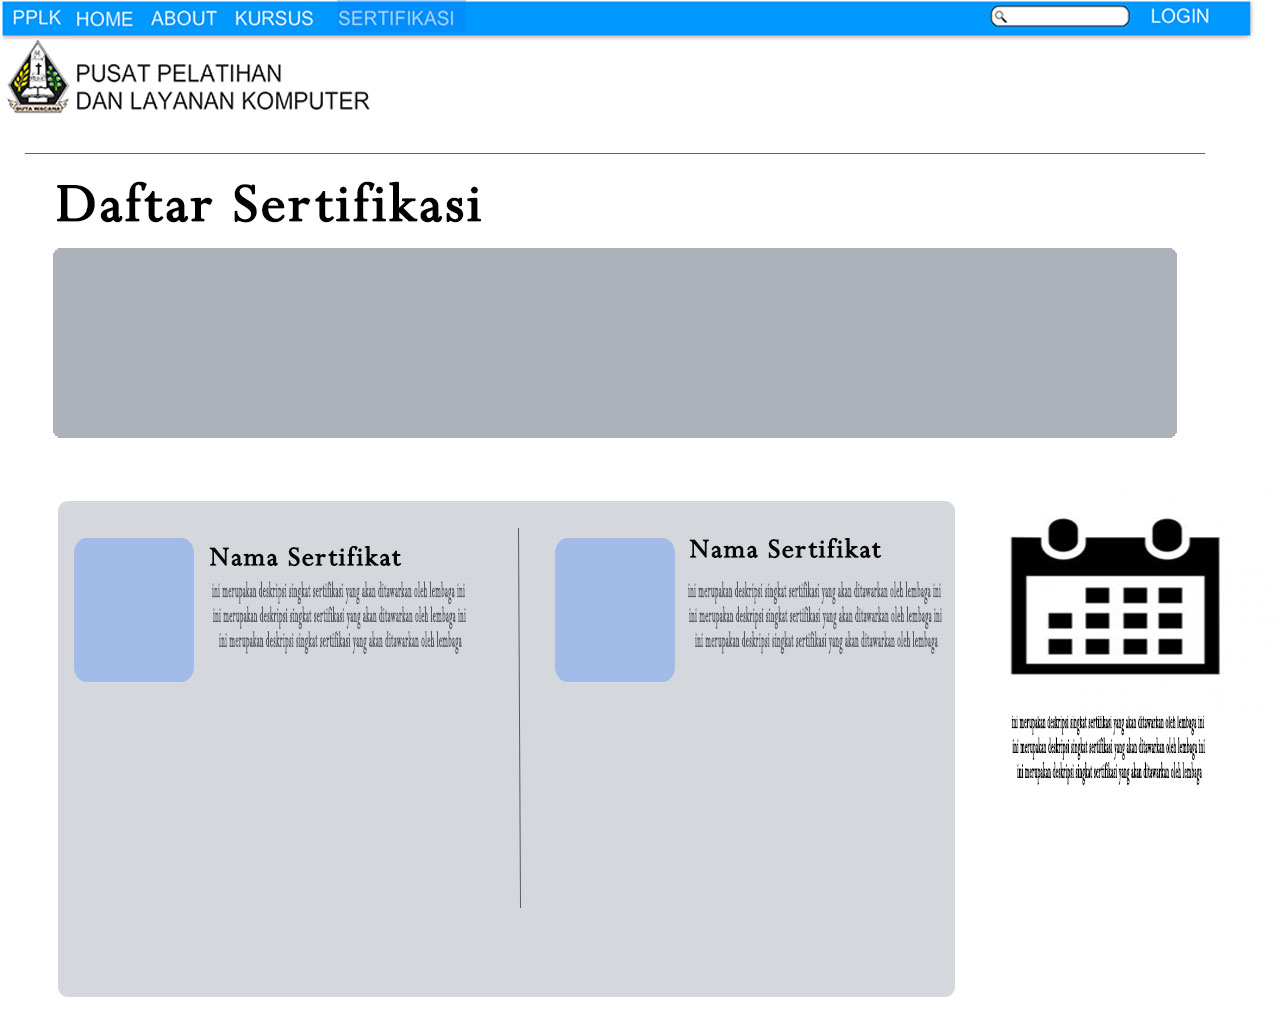 PPLK HOME ABOUT KURSUS SERTIFIKASI LOGIN
PUSAT PELATIHAN
DAN LAYANAN KOMPUTER
DUTA WACANA
Daftar Sertifikasi
Nama Sertifikat
ini merupakan deskripsi singkat sertifikasi yang akan ditawarkan oleh lembaga ini
ini merupakan deskripsi singkat sertifikasi yang akan ditawarkan oleh lembaga ini
ini merupakan deskripsi singkat sertifikasi yang akan ditawarkan oleh lembaga
Nama Sertifikat
ini merupakan deskripsi singkat sertifikasi yang akan ditawarkan oleh lembaga ini
ini merupakan deskripsi singkat sertifikasi yang akan ditawarkan oleh lembaga ini
ini merupakan deskripsi singkat sertifikasi yang akan ditawarkan oleh lembaga
ini merupakan deskripsi singkat sertifikasi yang akan ditawarkan oleh lembaga ini
ini merupakan deskripsi singkat sertifikasi yang akan ditawarkan oleh lembaga ini
ini merupakan deskripsi singkat sertifikasi yang akan ditawarkan oleh lembaga